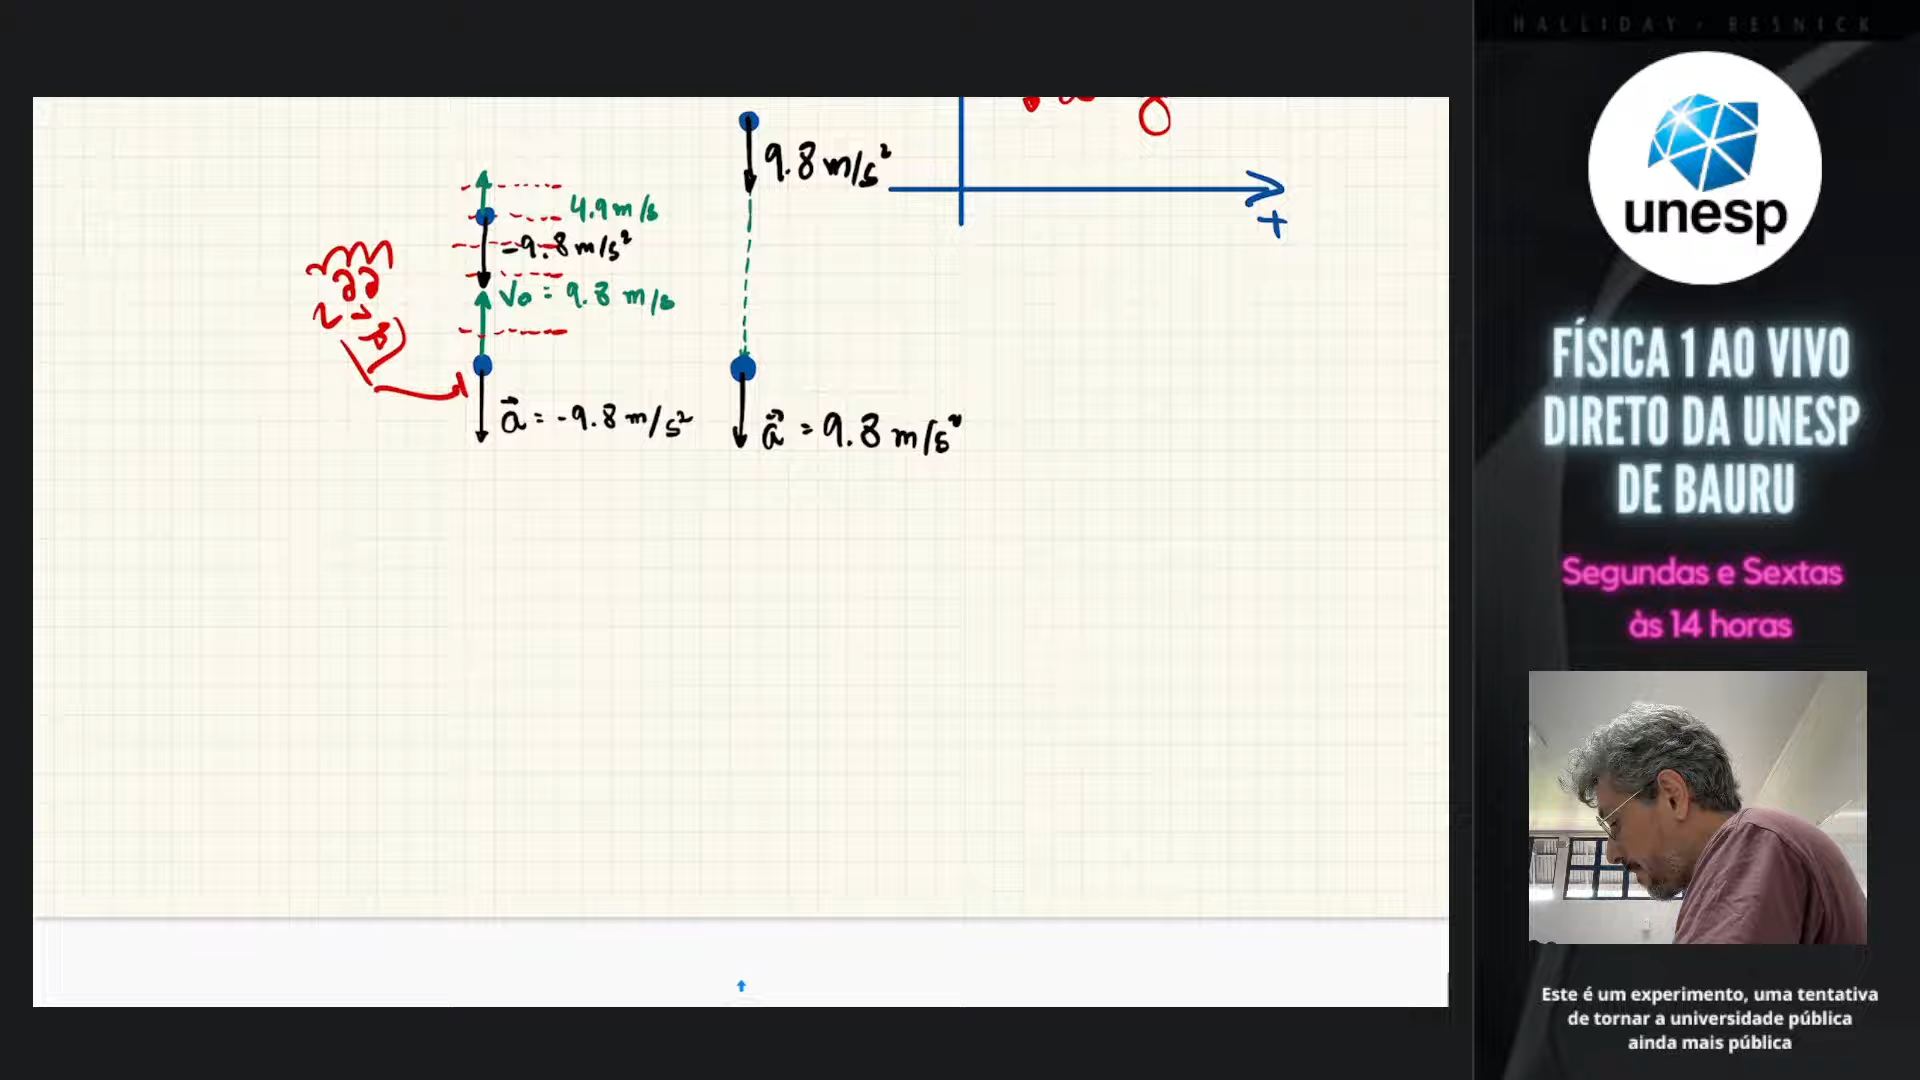 9.8 m/s²
+
4.9 m/s
-9.8 m/s²
V₀ = 9.8 m/s
a⃗ = -9.8 m/s²
a⃗ = 9.8 m/s²
HALLIDAY • RESNICK
unesp
FÍSICA 1 AO VIVO
DIRETO DA UNESP
DE BAURU
Segundas e Sextas
às 14 horas
Este é um experimento, uma tentativa
de tornar a universidade pública
ainda mais pública